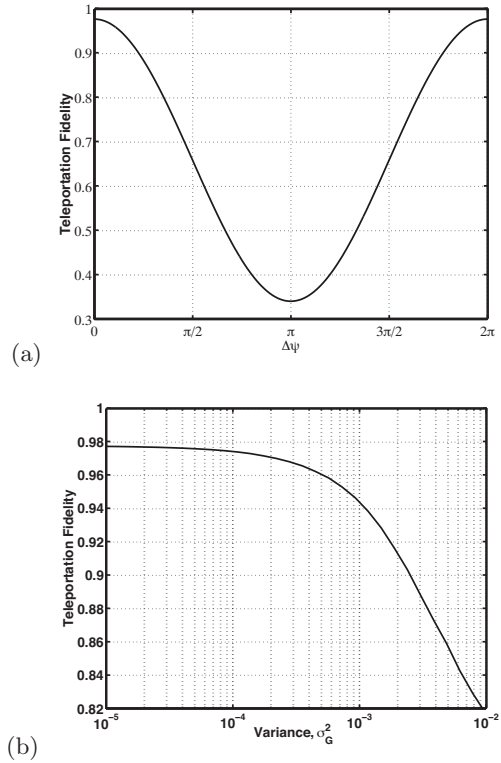 1
0.9
0.8
0.7
0.6
0.5
0.4
0.3
Teleportation Fidelity
0 π/2 π 3π/2 2π
Δψ
(a)
1
0.98
0.96
0.94
0.92
0.9
0.88
0.86
0.84
0.82
Teleportation Fidelity
10⁻⁵ 10⁻⁴ 10⁻³ 10⁻²
Variance, σ²_G
(b)